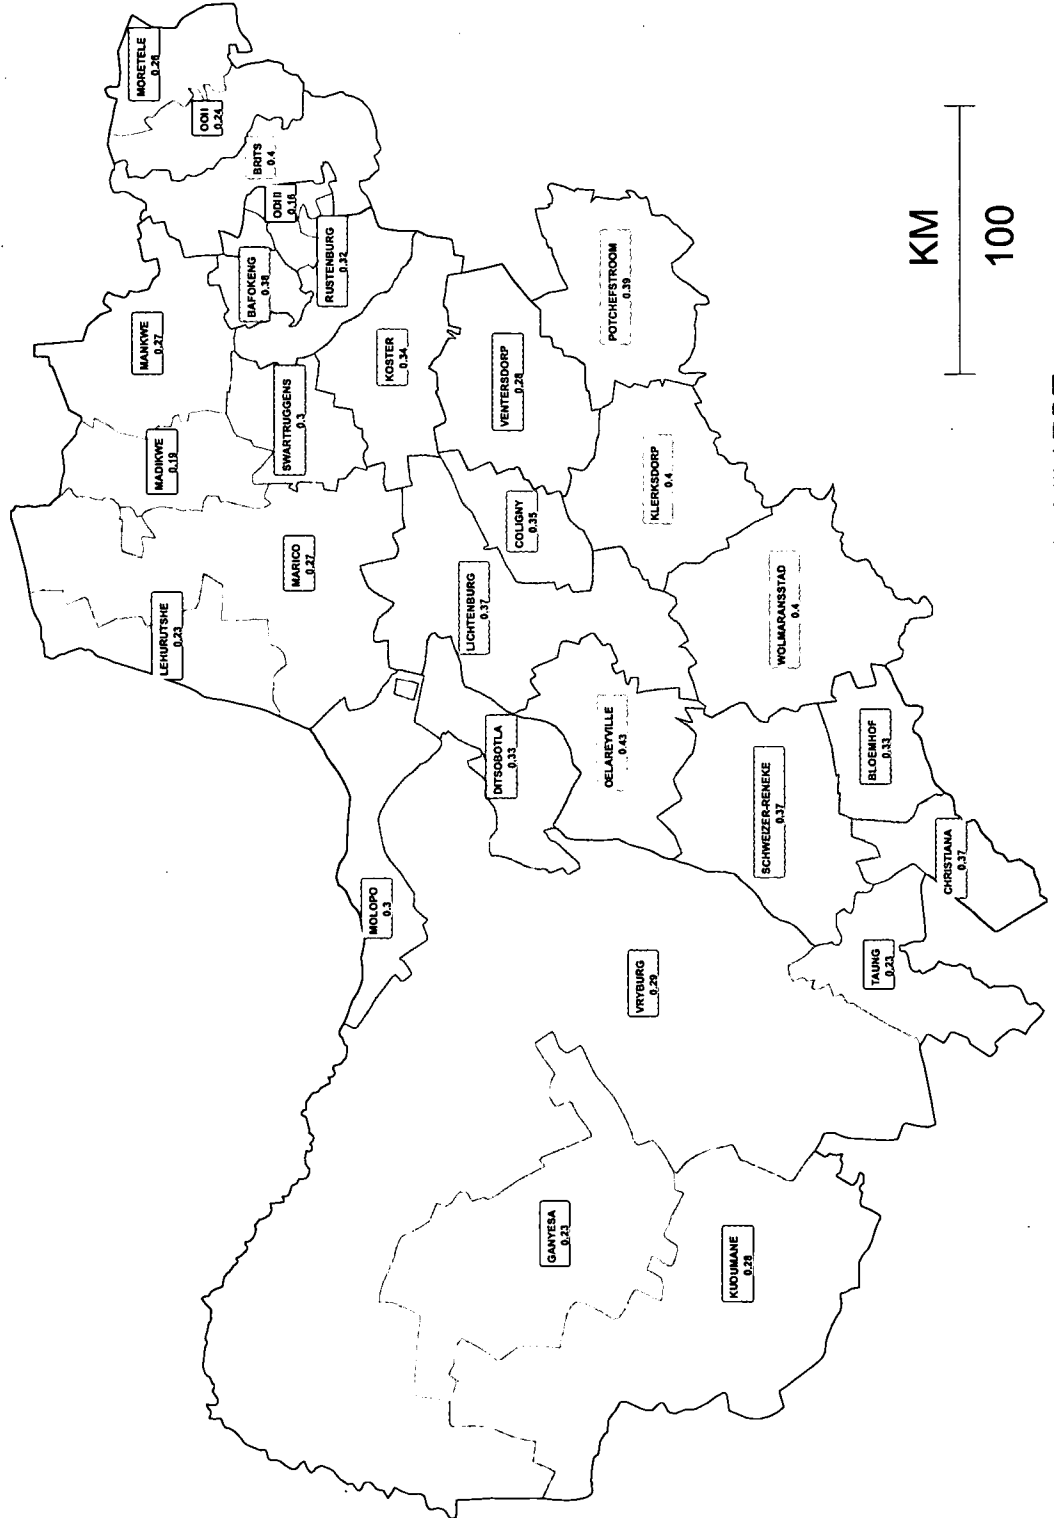 MORETELE
0.26
ODI I
0.24
BRITS
0.4
ODI II
0.16
BAFOKENG
0.38
RUSTENBURG
0.32
MANKWE
0.27
MADIKWE
0.19
SWARTRUGGENS
0.3
KOSTER
0.34
VENTERSDORP
0.28
POTCHEFSTROOM
0.39
KM
100
MARICO
0.27
LEHURUTSHE
0.23
COLIGNY
0.35
KLERKSDORP
0.4
LICHTENBURG
0.37
WOLMARANSSTAD
0.4
DITSOBOTLA
0.33
OELAREYVILLE
0.43
SCHWEIZER-RENEKE
0.37
BLOEMHOF
0.33
CHRISTIANA
0.37
MOLOPO
0.3
VRYBURG
0.29
TAUNG
0.23
GANYESA
0.23
KUOUMANE
0.28